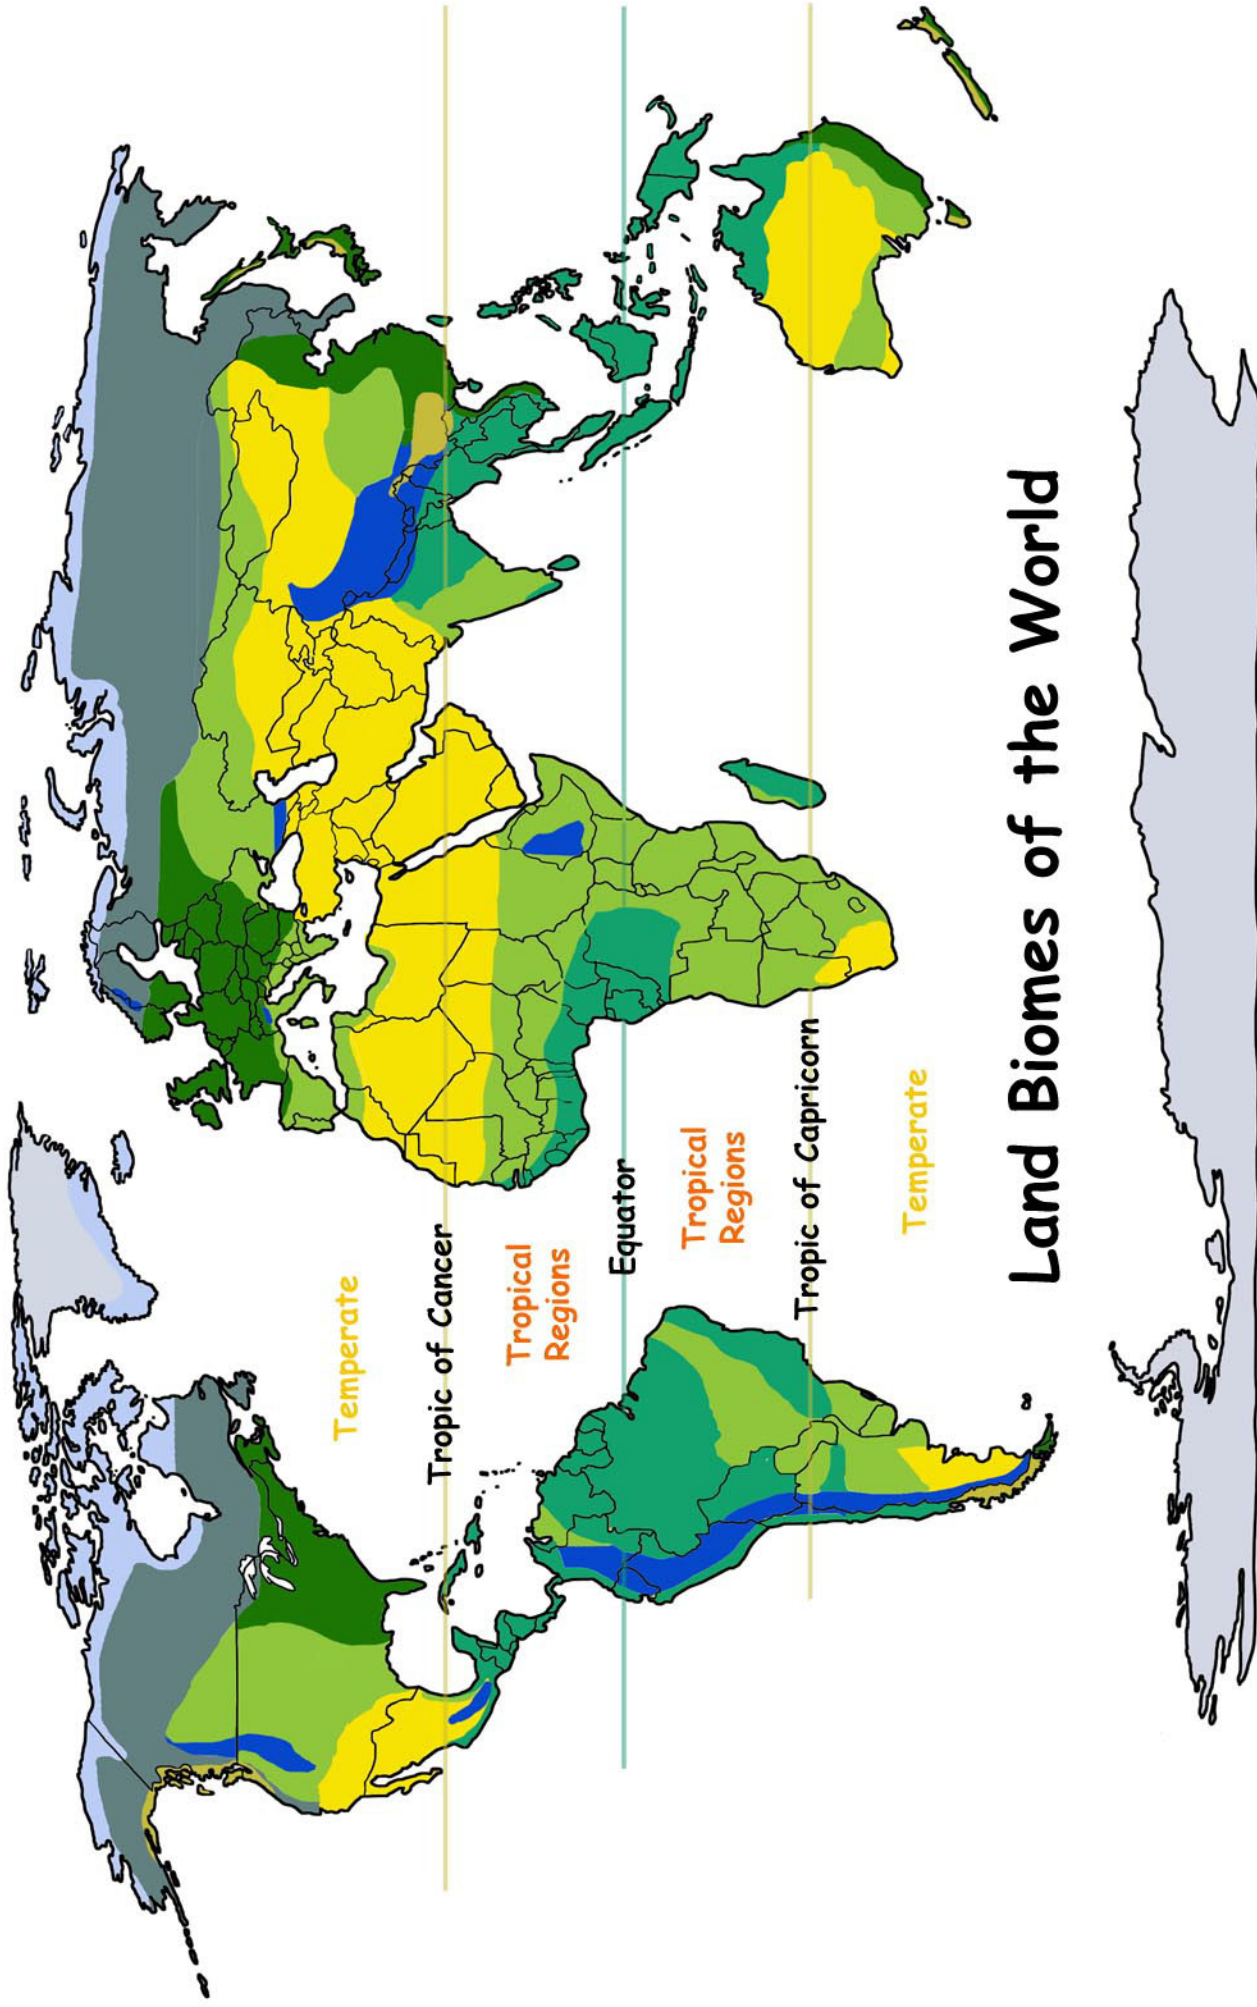 Temperate
Tropic of Cancer
Tropical
Regions
Equator
Tropical
Regions
Tropic of Capricorn
Temperate
Land Biomes of the World